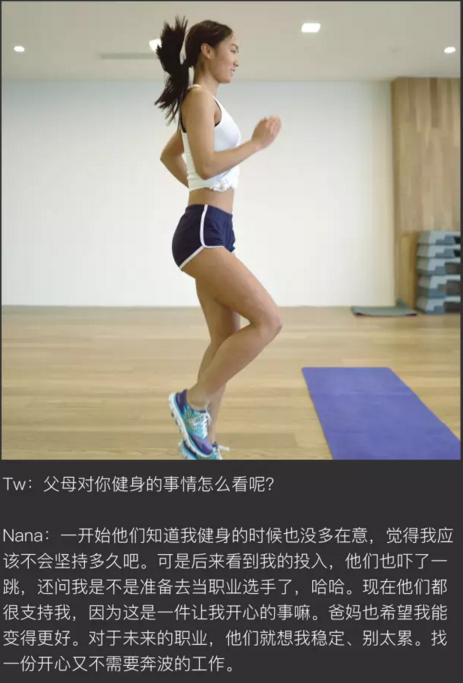 Tw：父母对你健身的事情怎么看呢？
Nana：一开始他们知道我健身的时候也没多在意，觉得我应
该不会坚持多久吧。可是后来看到我的投入，他们也吓了一
跳，还问我是不是准备去当职业选手了，哈哈。现在他们都
很支持我，因为这是一件让我开心的事嘛。爸妈也希望我能
变得更好。对于未来的职业，他们就想我稳定、别太累。找
一份开心又不需要奔波的工作。